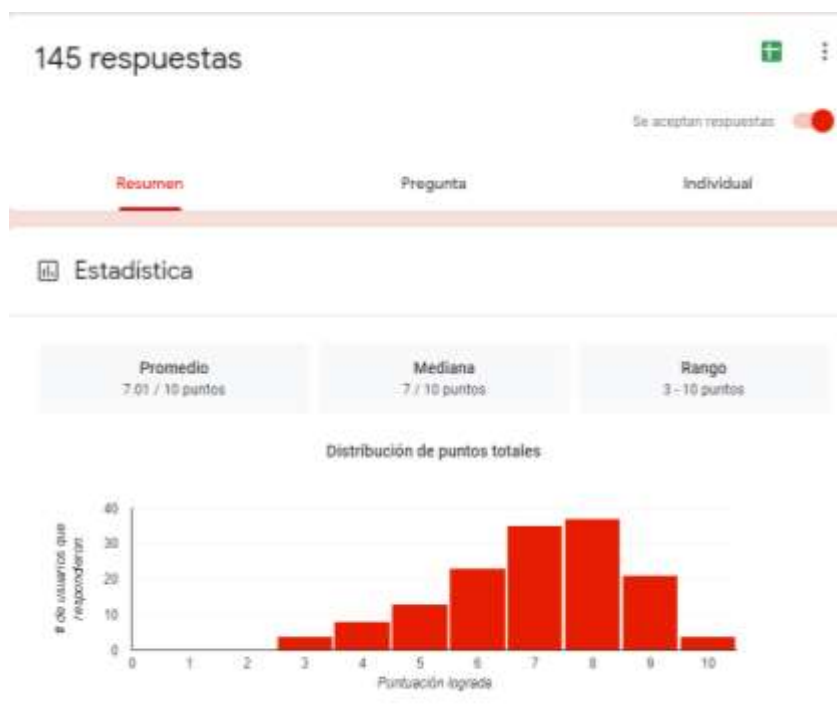 145 respuestas
Se aceptan respuestas
Resumen
Pregunta
Individual
Estadística
Promedio
7.01 / 10 puntos
Mediana
7 / 10 puntos
Rango
3 - 10 puntos
Distribución de puntos totales
# de usuarios que
respondieron
40
30
20
10
0
0 1 2 3 4 5 6 7 8 9 10
Puntuación lograda